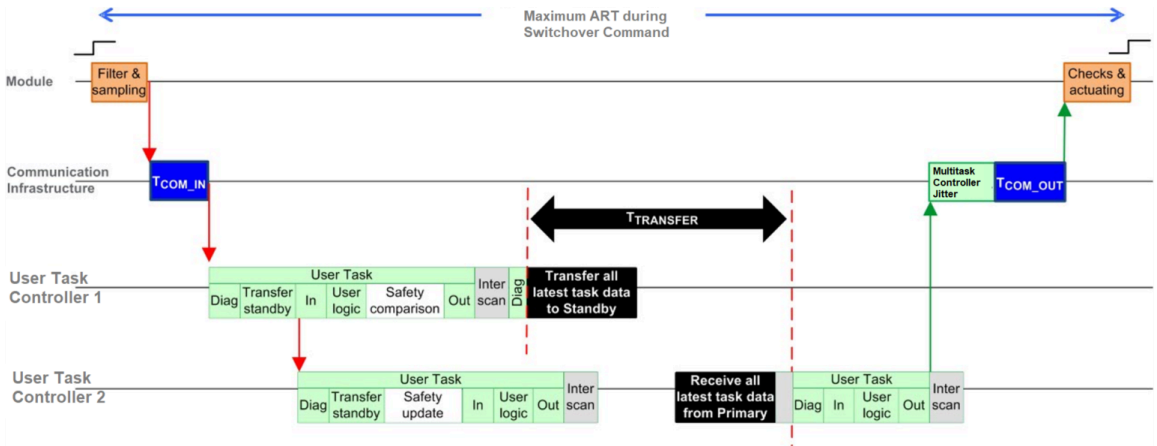 Maximum ART during
Switchover Command
Module
Filter &
sampling
Checks &
actuating
Communication
Infrastructure
TCOM_IN
Multitask
Controller
Jitter
TCOM_OUT
TTRANSFER
User Task
Controller 1
User Task
Diag
Transfer
standby
In
User
logic
Safety
comparison
Out
Inter
scan
Diag
Transfer all
latest task data
to Standby
User Task
Controller 2
User Task
Diag
Transfer
standby
Safety
update
In
User
logic
Out
Inter
scan
Receive all
latest task data
from Primary
User Task
Diag
In
User
logic
Out
Inter
scan